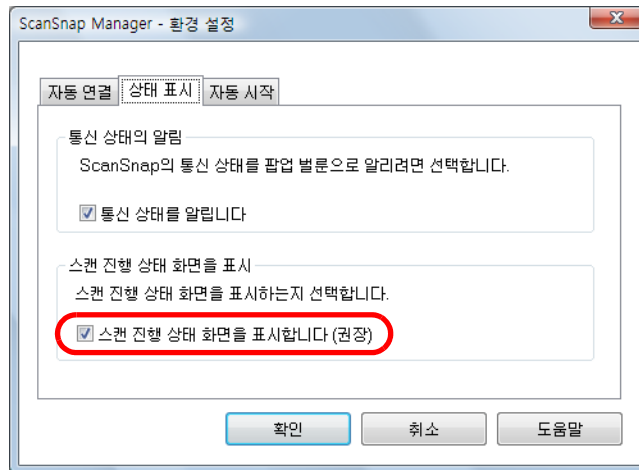 ScanSnap Manager - 환경 설정
자동 연결 상태 표시 자동 시작
통신 상태의 알림
ScanSnap의 통신 상태를 팝업 벌룬으로 알리려면 선택합니다.
통신 상태를 알립니다
스캔 진행 상태 화면을 표시
스캔 진행 상태 화면을 표시하는지 선택합니다.
스캔 진행 상태 화면을 표시합니다 (권장)
확인 취소 도움말